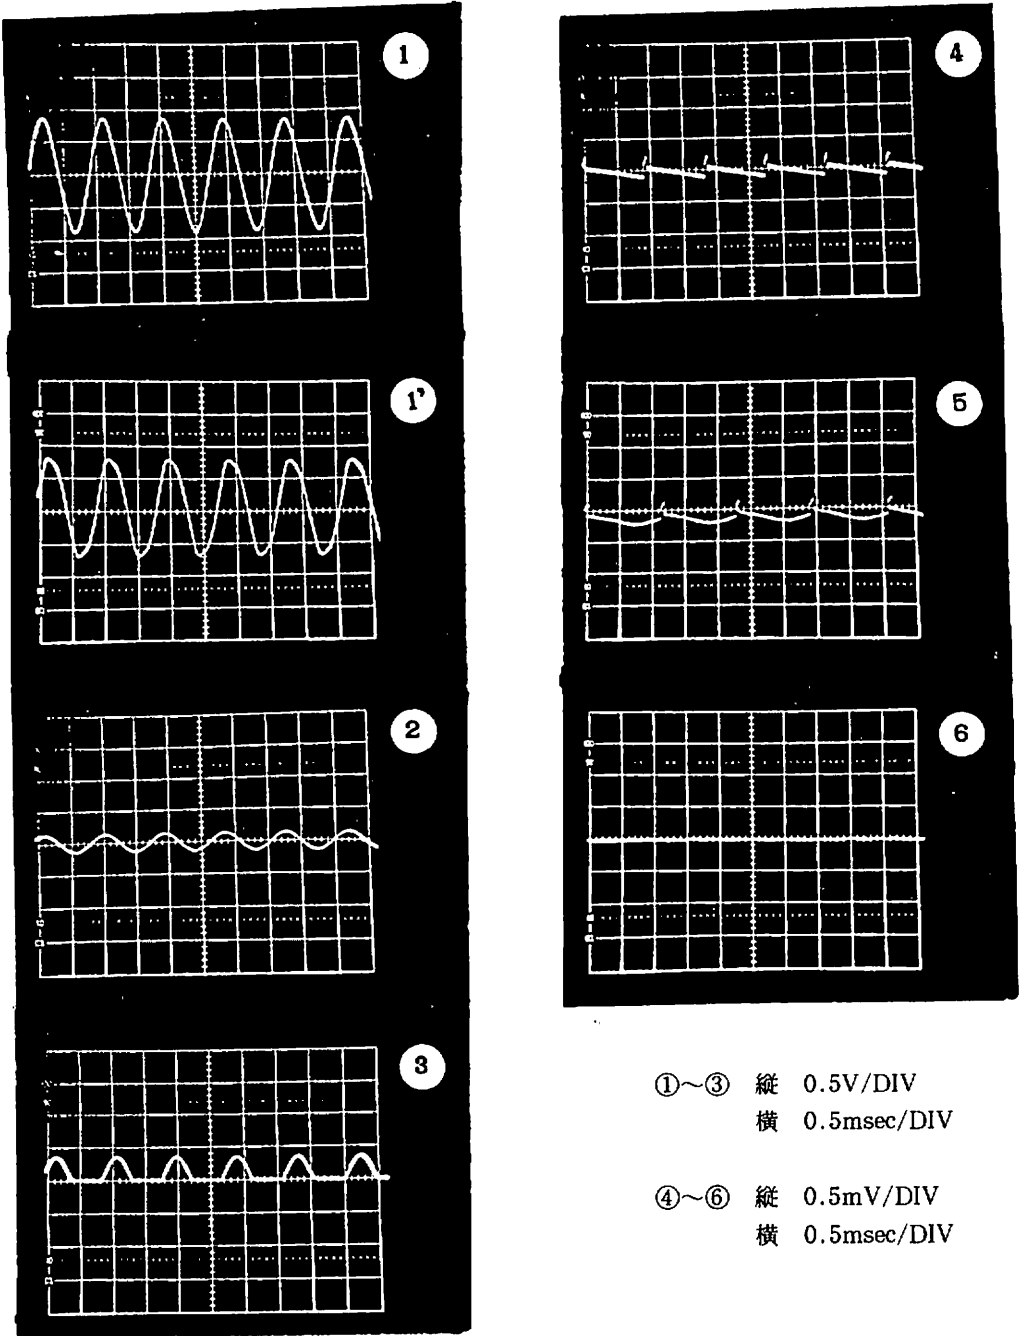 1
1'
2
3
4
5
6
①～③ 縦 0.5V/DIV
横 0.5msec/DIV
④～⑥ 縦 0.5mV/DIV
横 0.5msec/DIV